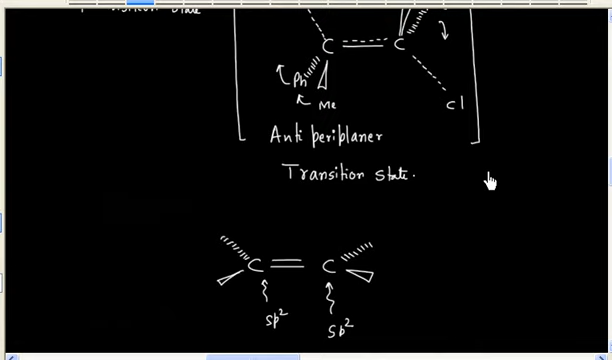 C C
Ph
Me
Cl
Anti periplaner
Transition state.
C C
sp²
sp²